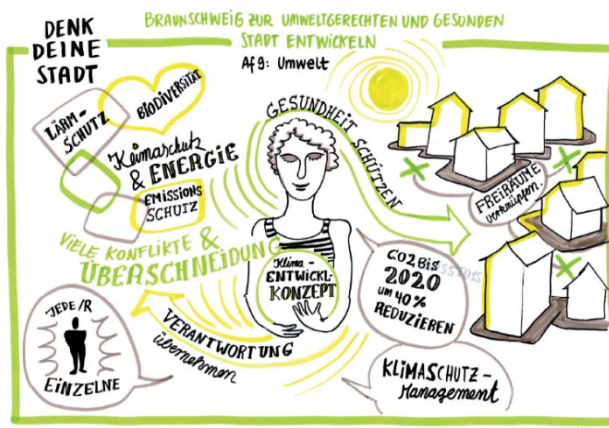 DENK
DEINE
STADT
BRAUNSCHWEIG ZUR UMWELTGERECHTEN UND GESUNDEN
STADT ENTWICKELN
Af9: Umwelt
LÄRM-
SCHUTZ
BIODIVERSITÄT
Klimaschutz
& ENERGIE
EMISSIONS
SCHUTZ
GESUNDHEIT SCHÜTZEN
FREIRÄUME
verknüpfen.
VIELE KONFLIKTE &
ÜBERSCHNEIDUNG
Klima-
ENTWICKL.
KONZEPT
CO2 BIS
2020
um 40%
REDUZIEREN
JEDE/R
EINZELNE
VERANTWORTUNG
übernehmen
KLIMASCHUTZ-
Management